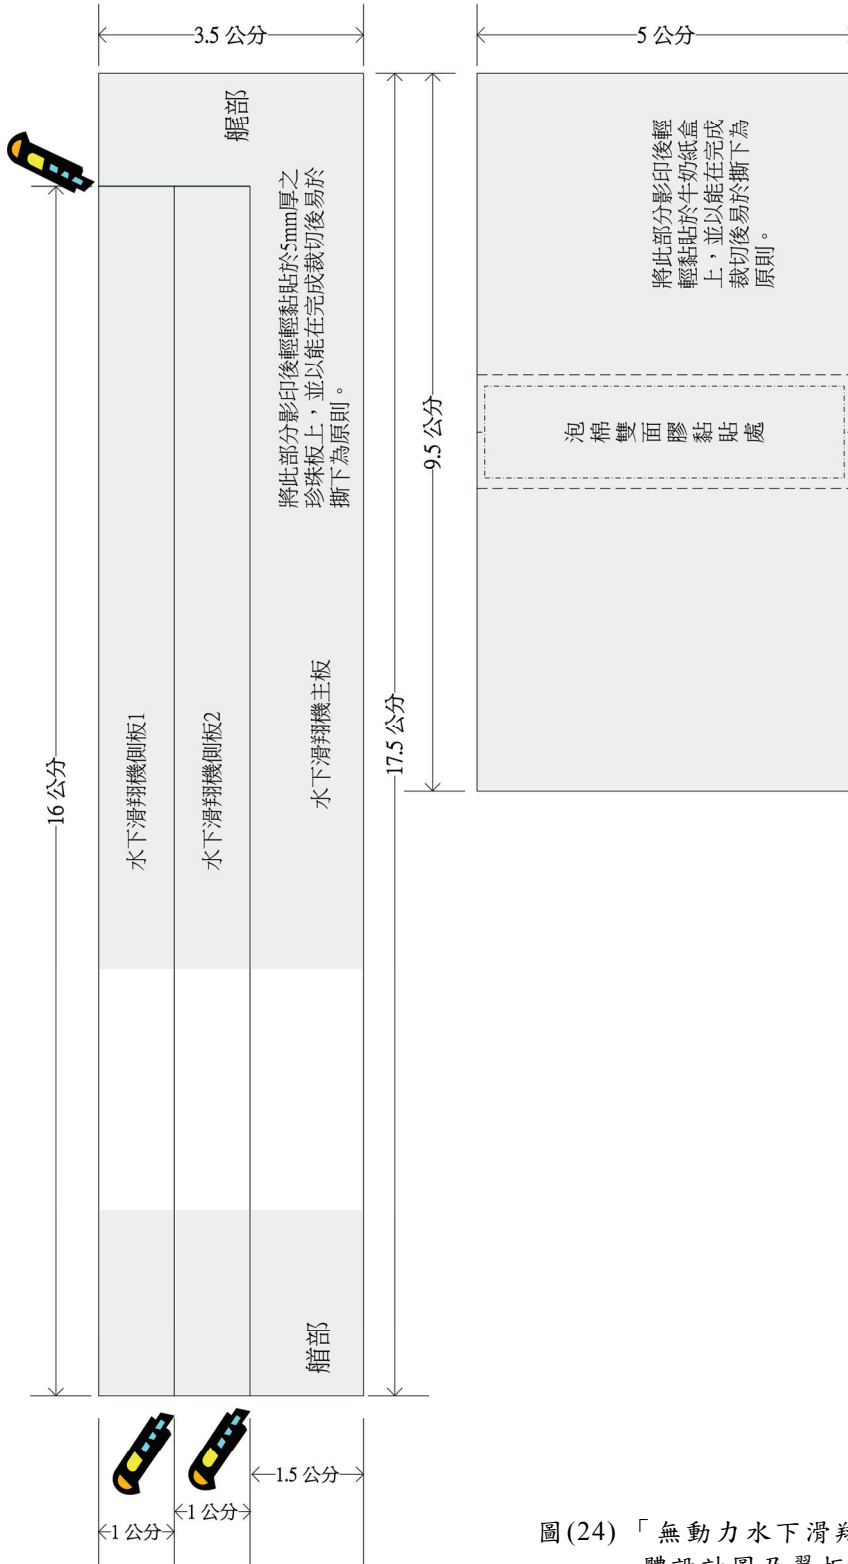 3.5 公分
5 公分
艉部
將此部分影印後輕輕黏貼於5mm厚之
珍珠板上，並以能在完成裁切後易於
撕下為原則。
將此部分影印後輕
輕黏貼於牛奶紙盒
上，並以能在完成
裁切後易於撕下為
原則。
泡棉雙面膠黏貼處
9.5 公分
16 公分
水下滑翔機側板1
水下滑翔機側板2
水下滑翔機主板
17.5 公分
艏部
1.5 公分
1 公分
1 公分
圖(24) 「無動力水下滑翔